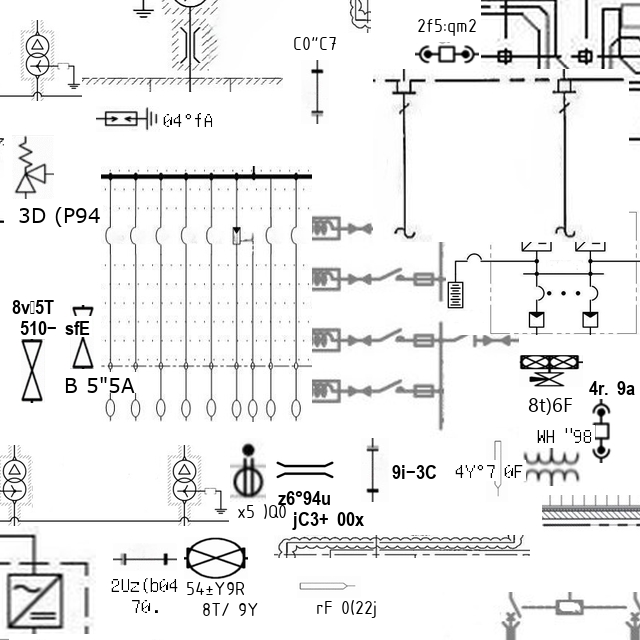 2f5:qm2
C0"C7
04°fA
3D (P94
8v▯5T
510– sfE
B 5"5A
4r. 9a
8t)6F
WH "98
9i–3C
4Y°7 0F
z6°94u
x5 )Q0
jC3+ 00x
2Uz(b04
70.
54±Y9R
8T/ 9Y
rF 0(22j